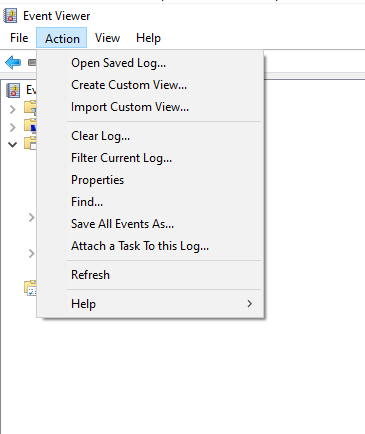 Event Viewer
File Action View Help
Open Saved Log...
Ev
Create Custom View...
Import Custom View...
Clear Log...
Filter Current Log...
Properties
Find...
Save All Events As...
Attach a Task To this Log...
Refresh
Help